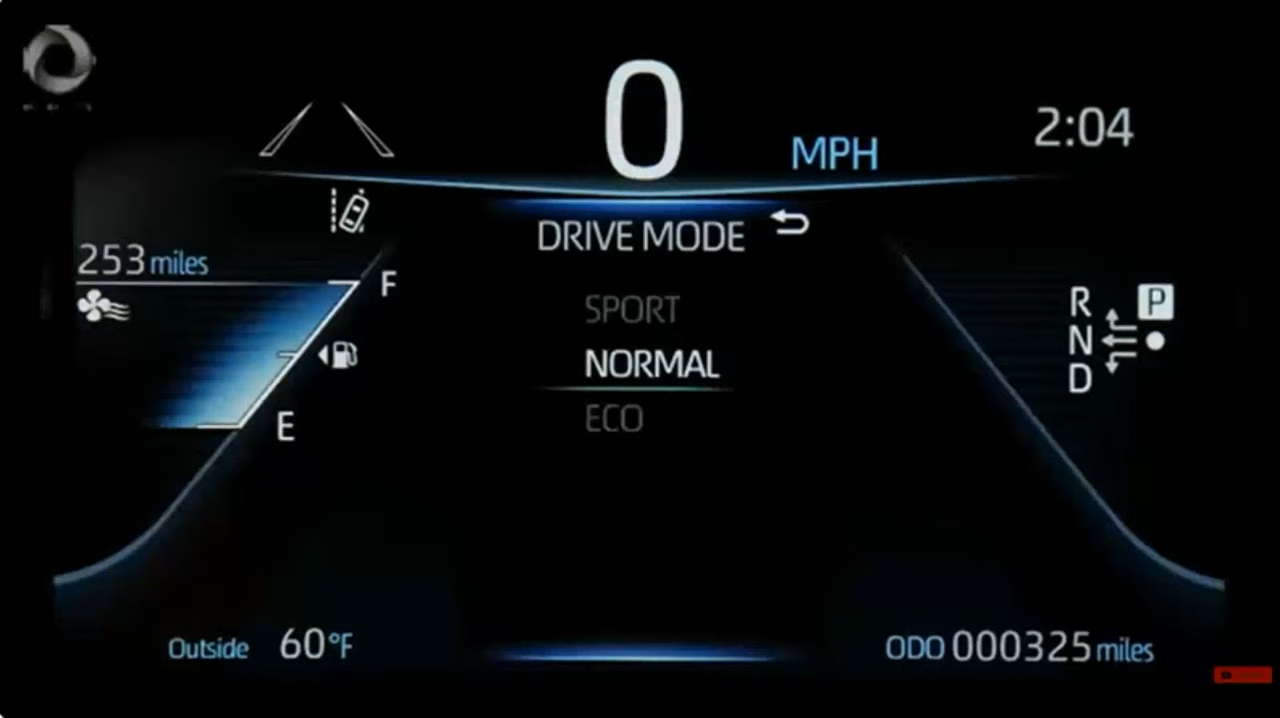 0
MPH
2:04
DRIVE MODE
253 miles
F
SPORT
R P
NORMAL
N
D
ECO
E
Outside 60°F
ODO 000325 miles